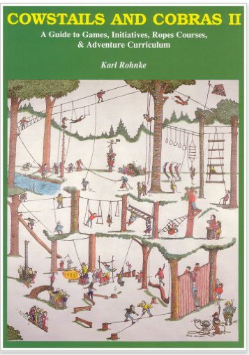 COWSTAILS AND COBRAS II
A Guide to Games, Initiatives, Ropes Courses,
& Adventure Curriculum
Karl Rohnke